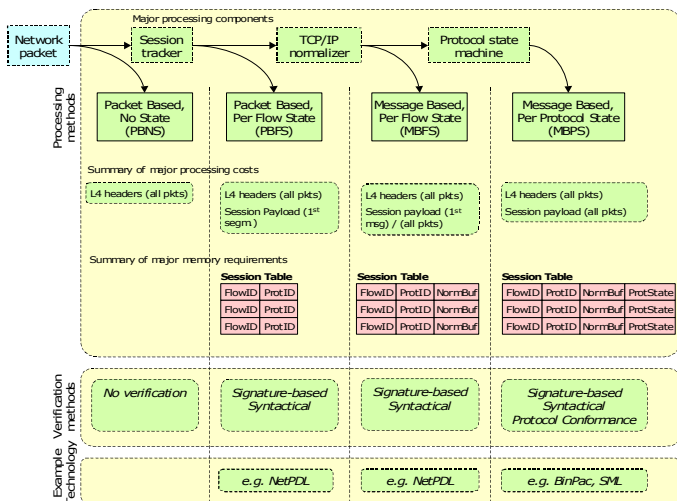 Major processing components
Network
packet
Session
tracker
TCP/IP
normalizer
Protocol state
machine
Processing
methods
Packet Based,
No State
(PBNS)
Packet Based,
Per Flow State
(PBFS)
Message Based,
Per Flow State
(MBFS)
Message Based,
Per Protocol State
(MBPS)
Summary of major processing costs
L4 headers (all pkts)
L4 headers (all pkts)
Session Payload (1st
segm.)
L4 headers (all pkts)
Session payload (1st
msg) / (all pkts)
L4 headers (all pkts)
Session payload (all pkts)
Summary of major memory requirements
Session Table
FlowID ProtID
FlowID ProtID
FlowID ProtID
Session Table
FlowID ProtID NormBuf
FlowID ProtID NormBuf
FlowID ProtID NormBuf
Session Table
FlowID ProtID NormBuf ProtState
FlowID ProtID NormBuf ProtState
FlowID ProtID NormBuf ProtState
Verification
methods
No verification
Signature-based
Syntactical
Signature-based
Syntactical
Signature-based
Syntactical
Protocol Conformance
Example
Technology
e.g. NetPDL
e.g. NetPDL
e.g. BinPac, SML